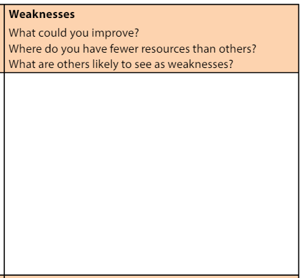 Weaknesses
What could you improve?
Where do you have fewer resources than others?
What are others likely to see as weaknesses?